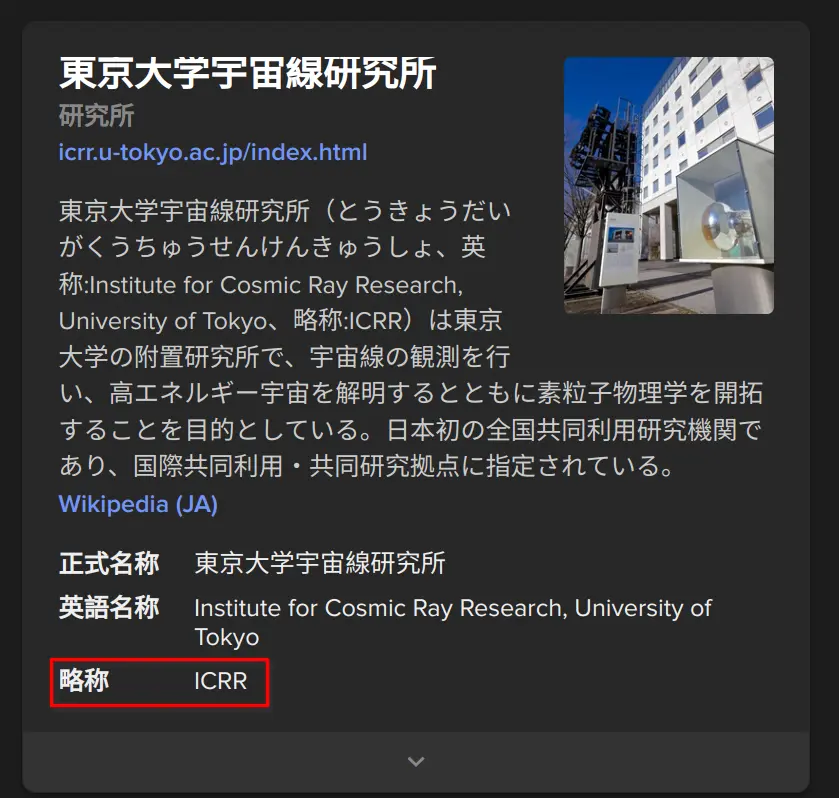 東京大学宇宙線研究所
研究所
icrr.u-tokyo.ac.jp/index.html
東京大学宇宙線研究所（とうきょうだい
がくうちゅうせんけんきゅうしょ、英
称:Institute for Cosmic Ray Research,
University of Tokyo、略称:ICRR）は東京
大学の附置研究所で、宇宙線の観測を行
い、高エネルギー宇宙を解明するとともに素粒子物理学を開拓
することを目的としている。日本初の全国共同利用研究機関で
あり、国際共同利用・共同研究拠点に指定されている。
Wikipedia (JA)
正式名称 東京大学宇宙線研究所
英語名称 Institute for Cosmic Ray Research, University of
Tokyo
略称 ICRR